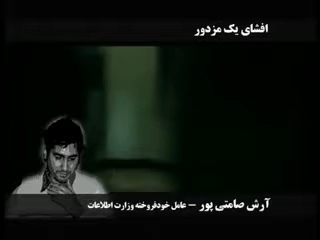 افشای یک مزدور
آرش صامتی پور – عامل خودفروخته وزارت اطلاعات